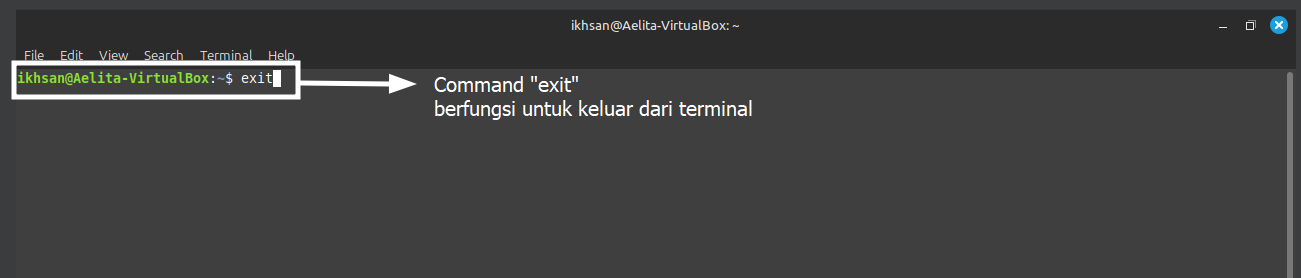 ikhsan@Aelita-VirtualBox: ~
File Edit View Search Terminal Help
ikhsan@Aelita-VirtualBox:~$ exit
Command "exit"
berfungsi untuk keluar dari terminal